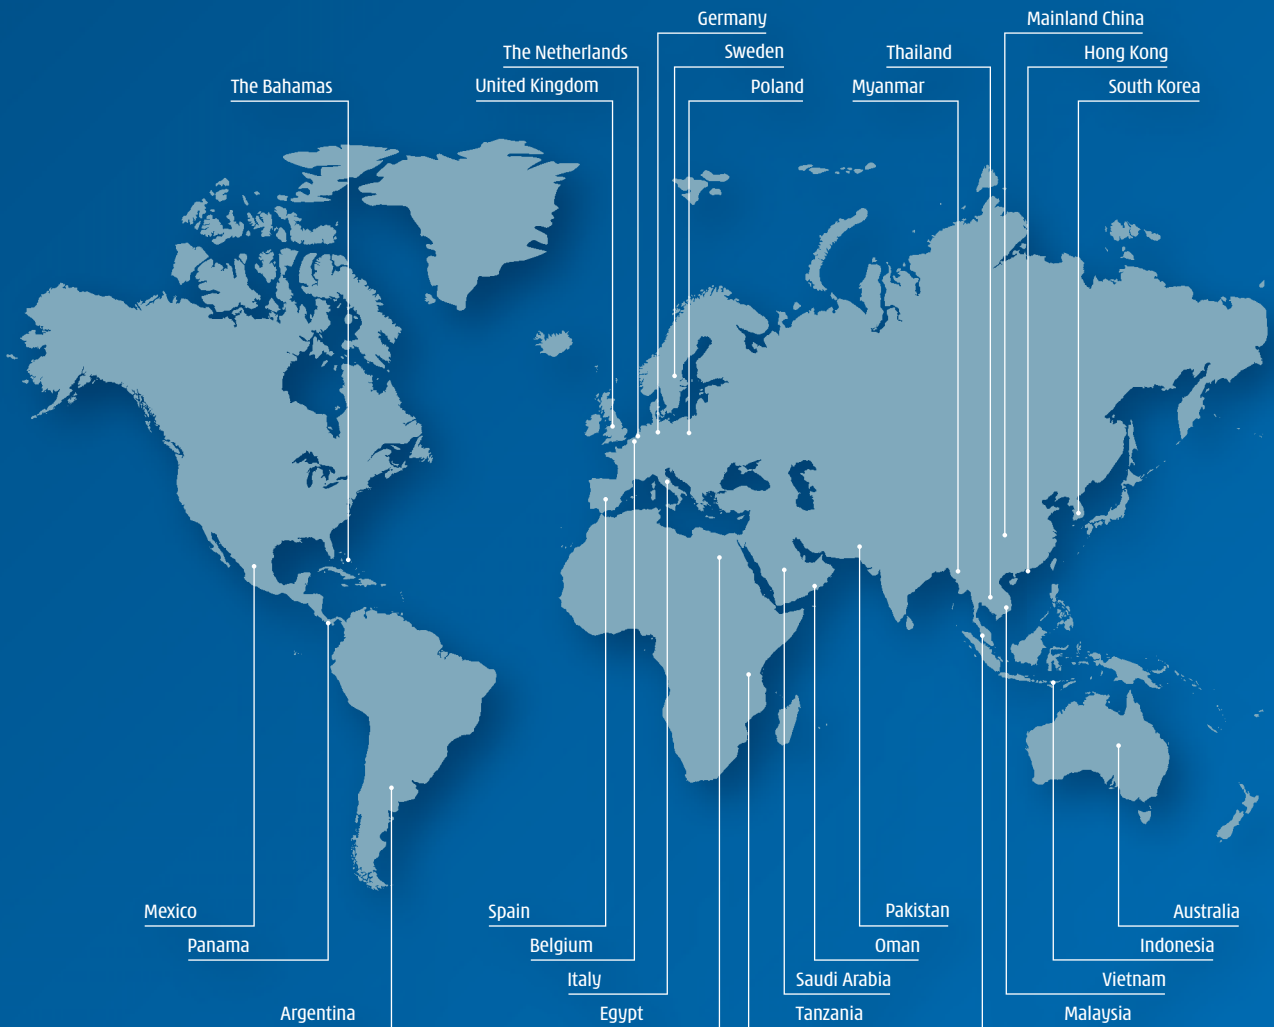 Germany
Mainland China
The Netherlands
Sweden
Thailand
Hong Kong
The Bahamas
United Kingdom
Poland
Myanmar
South Korea
Mexico
Spain
Pakistan
Australia
Panama
Belgium
Oman
Indonesia
Italy
Saudi Arabia
Vietnam
Argentina
Egypt
Tanzania
Malaysia